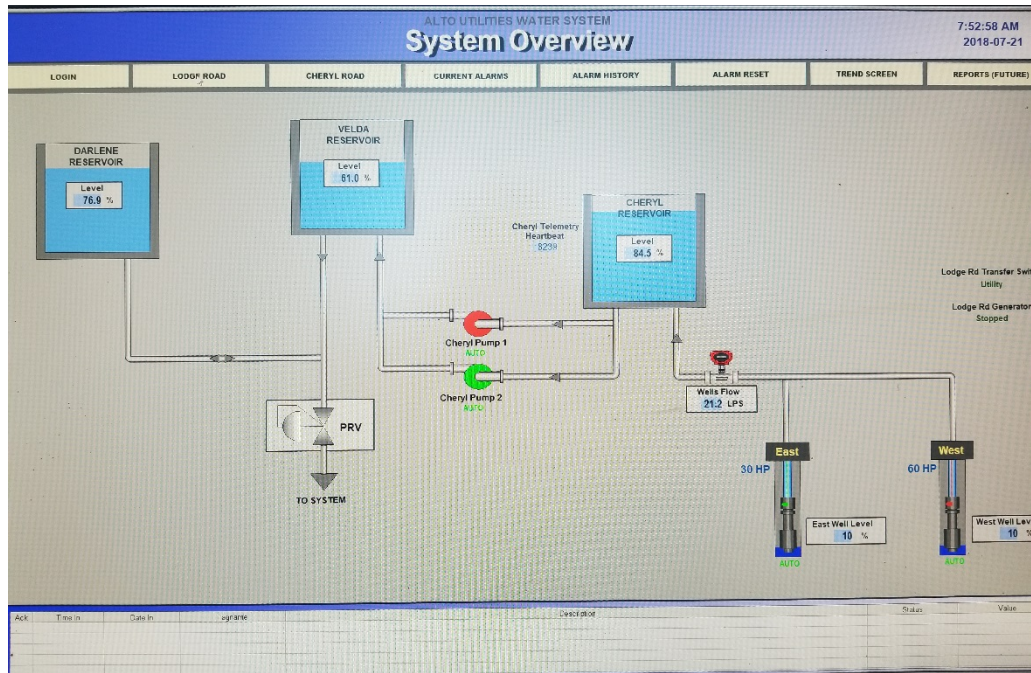 ALTO UTILITIES WATER SYSTEM
System Overview
7:52:58 AM
2018-07-21
LOGIN
LODGE ROAD
CHERYL ROAD
CURRENT ALARMS
ALARM HISTORY
ALARM RESET
TREND SCREEN
REPORTS (FUTURE)
DARLENE
RESERVOIR
Level
76.9 %
VELDA
RESERVOIR
Level
61.0 %
Cheryl Telemetry
Heartbeat
CHERYL
RESERVOIR
Level
84.5 %
Lodge Rd Transfer Swi
Utility
Lodge Rd Generator
Stopped
Cheryl Pump 1
AUTO
Cheryl Pump 2
AUTO
Wells Flow
21.2 LPS
PRV
TO SYSTEM
East
30 HP
East Well Level
10 %
AUTO
West
60 HP
West Well Lev
10 %
AUTO
Ack
Time In
Date In
agname
Description
Status
Value